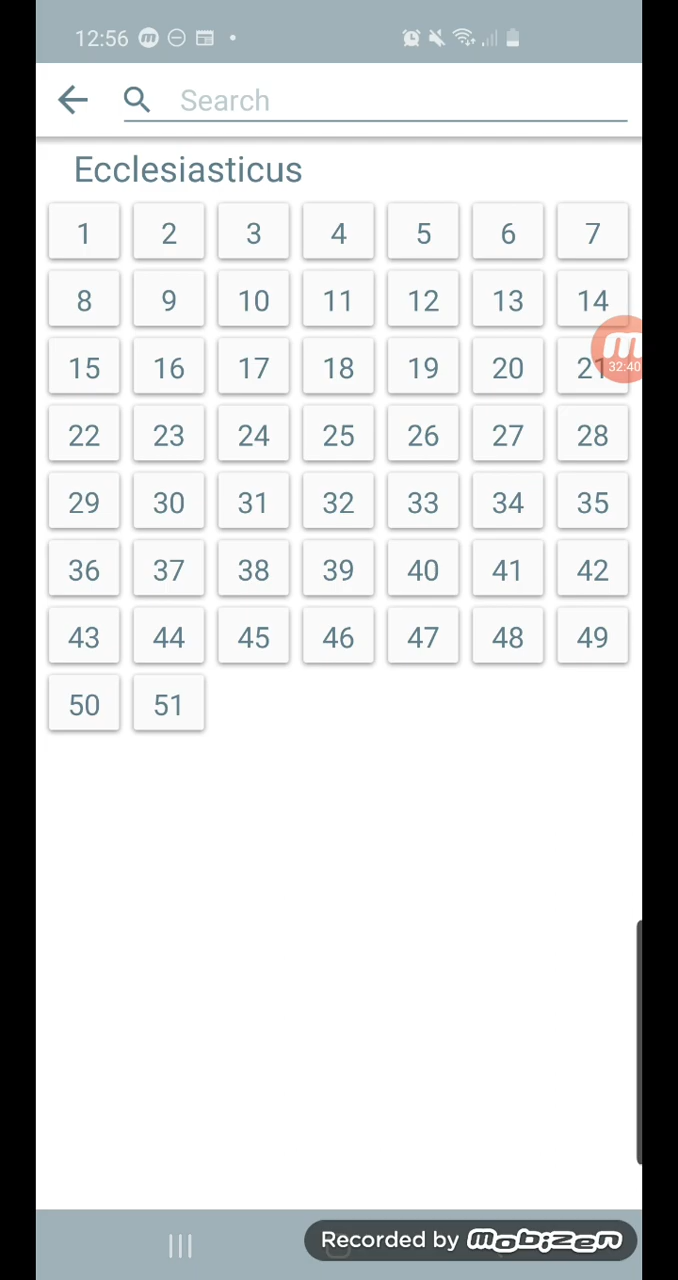 12:56
Search
Ecclesiasticus
1 2 3 4 5 6 7
8 9 10 11 12 13 14
15 16 17 18 19 20 21
32:40
22 23 24 25 26 27 28
29 30 31 32 33 34 35
36 37 38 39 40 41 42
43 44 45 46 47 48 49
50 51
Recorded by mobizen